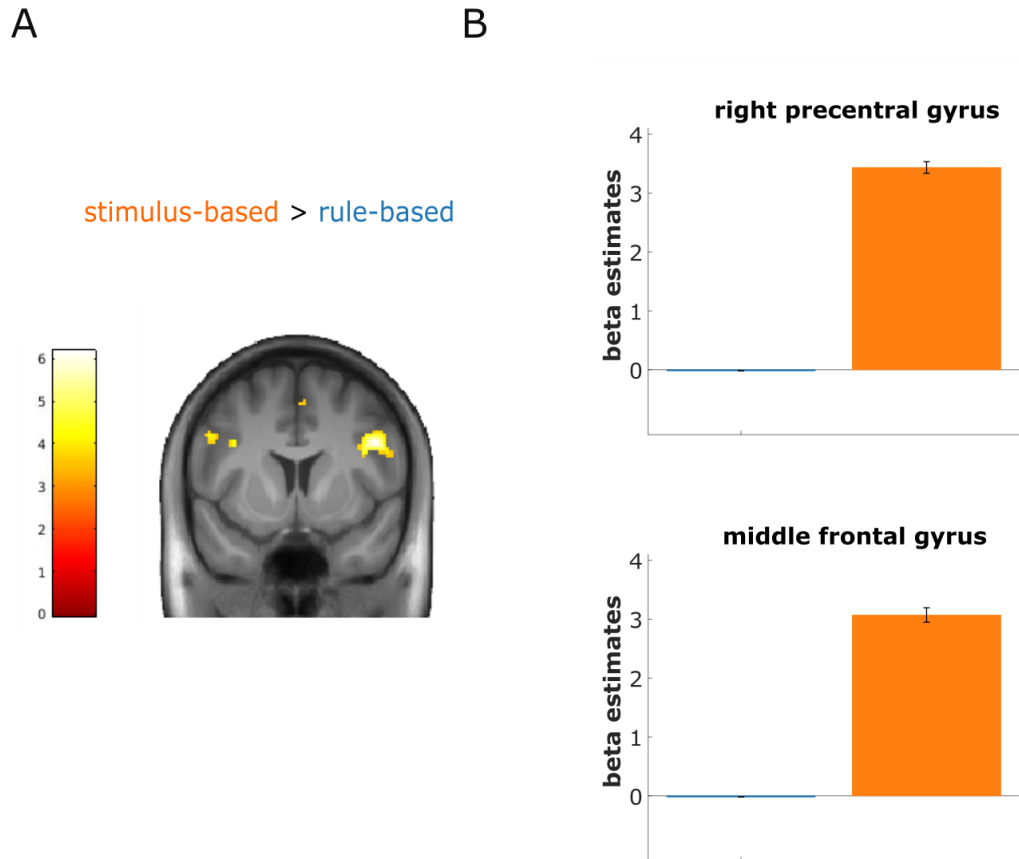 A
B
stimulus-based > rule-based
6
5
4
3
2
1
0
right precentral gyrus
beta estimates
4
3
2
1
0
middle frontal gyrus
beta estimates
4
3
2
1
0